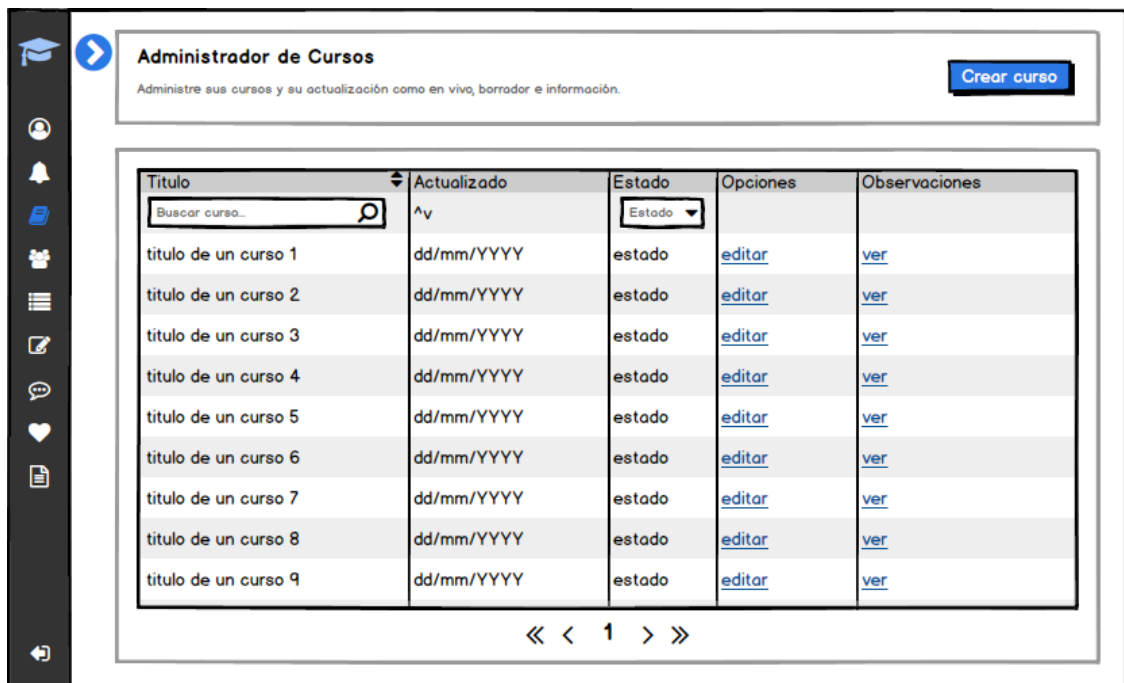 Administrador de Cursos
Administre sus cursos y su actualización como en vivo, borrador e información.
Crear curso
Titulo Actualizado Estado Opciones Observaciones
Buscar curso... ^v Estado
titulo de un curso 1 dd/mm/YYYY estado editar ver
titulo de un curso 2 dd/mm/YYYY estado editar ver
titulo de un curso 3 dd/mm/YYYY estado editar ver
titulo de un curso 4 dd/mm/YYYY estado editar ver
titulo de un curso 5 dd/mm/YYYY estado editar ver
titulo de un curso 6 dd/mm/YYYY estado editar ver
titulo de un curso 7 dd/mm/YYYY estado editar ver
titulo de un curso 8 dd/mm/YYYY estado editar ver
titulo de un curso 9 dd/mm/YYYY estado editar ver
≪ < 1 > ≫